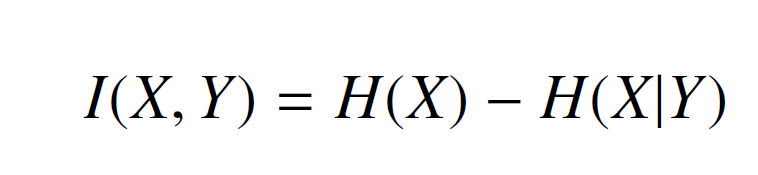 I(X, Y) = H(X) − H(X|Y)